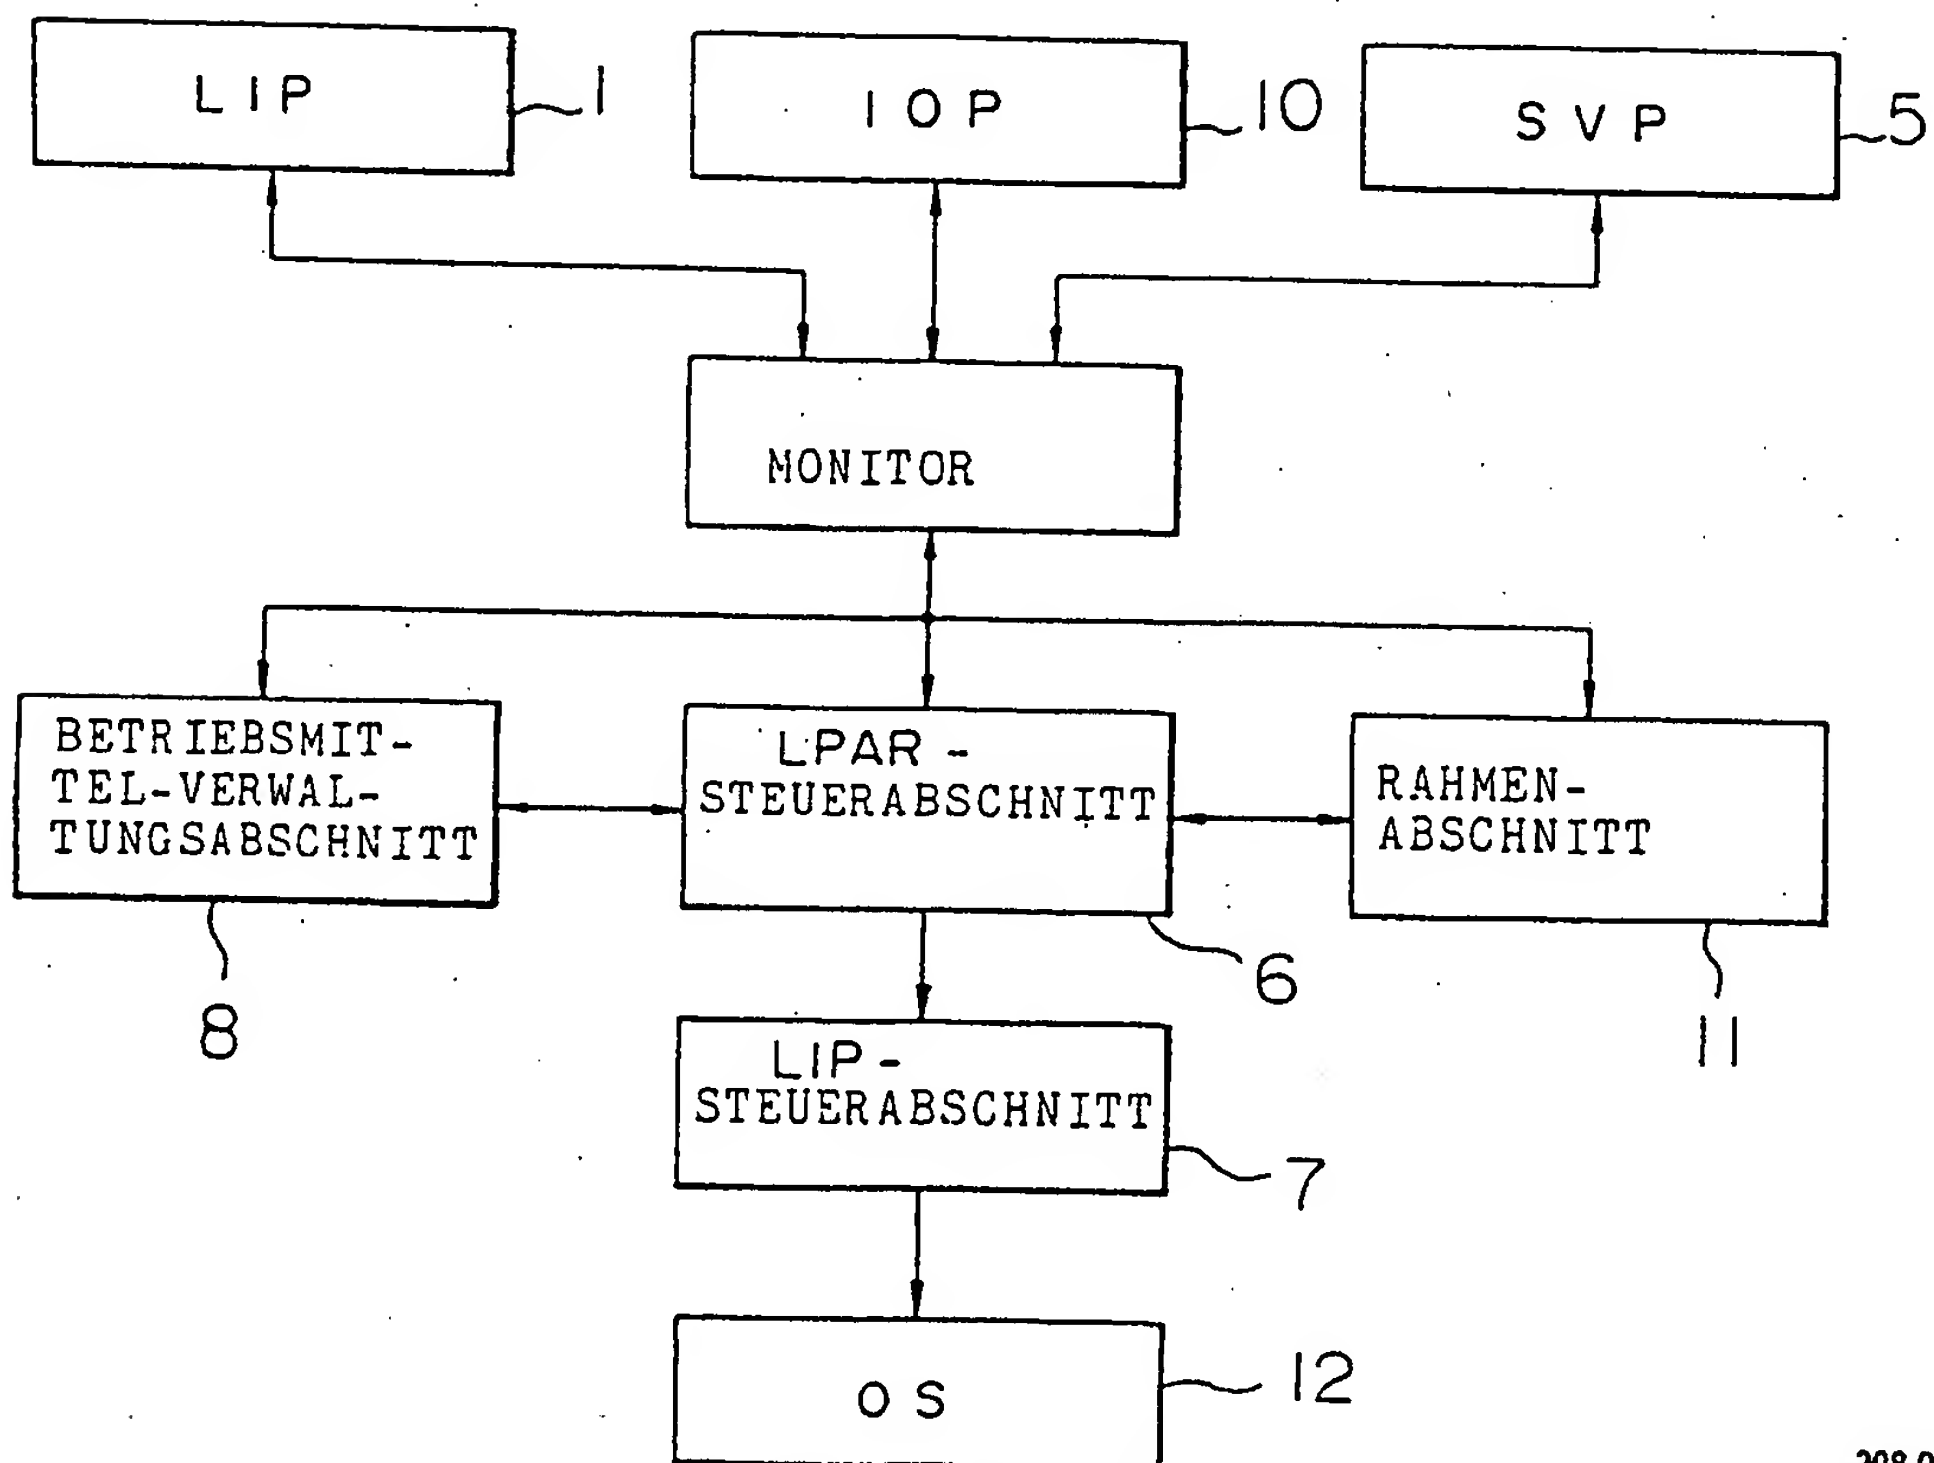 LIP
1
IOP
10
SVP
5
MONITOR
BETRIEBSMIT-
TEL-VERWAL-
TUNGSABSCHNITT
8
LPAR-
STEUERABSCHNITT
6
RAHMEN-
ABSCHNITT
11
LIP-
STEUERABSCHNITT
7
OS
12